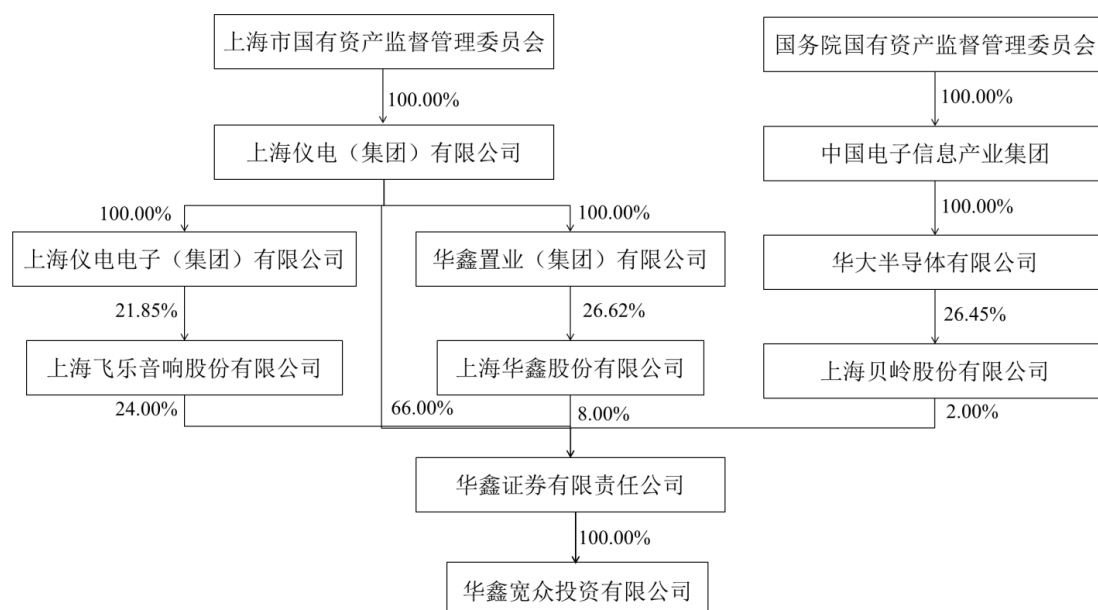 上海市国有资产监督管理委员会
国务院国有资产监督管理委员会
100.00%
100.00%
上海仪电（集团）有限公司
中国电子信息产业集团
100.00%
100.00%
100.00%
上海仪电电子（集团）有限公司
华鑫置业（集团）有限公司
华大半导体有限公司
21.85%
26.62%
26.45%
上海飞乐音响股份有限公司
上海华鑫股份有限公司
上海贝岭股份有限公司
24.00%
66.00%
8.00%
2.00%
华鑫证券有限责任公司
100.00%
华鑫宽众投资有限公司